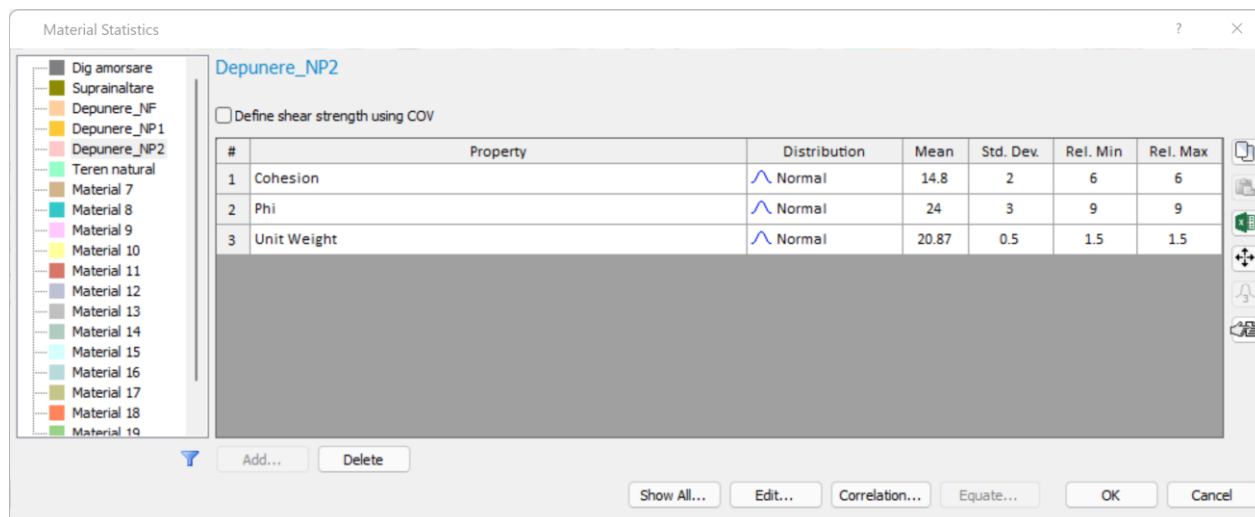 Material Statistics ?
Dig amorsare
Suprainaltare
Depunere_NF
Depunere_NP1
Depunere_NP2
Teren natural
Material 7
Material 8
Material 9
Material 10
Material 11
Material 12
Material 13
Material 14
Material 15
Material 16
Material 17
Material 18
Material 19
Depunere_NP2
Define shear strength using COV
# Property Distribution Mean Std. Dev. Rel. Min Rel. Max
1 Cohesion Normal 14.8 2 6 6
2 Phi Normal 24 3 9 9
3 Unit Weight Normal 20.87 0.5 1.5 1.5
Add... Delete
Show All... Edit... Correlation... Equate... OK Cancel